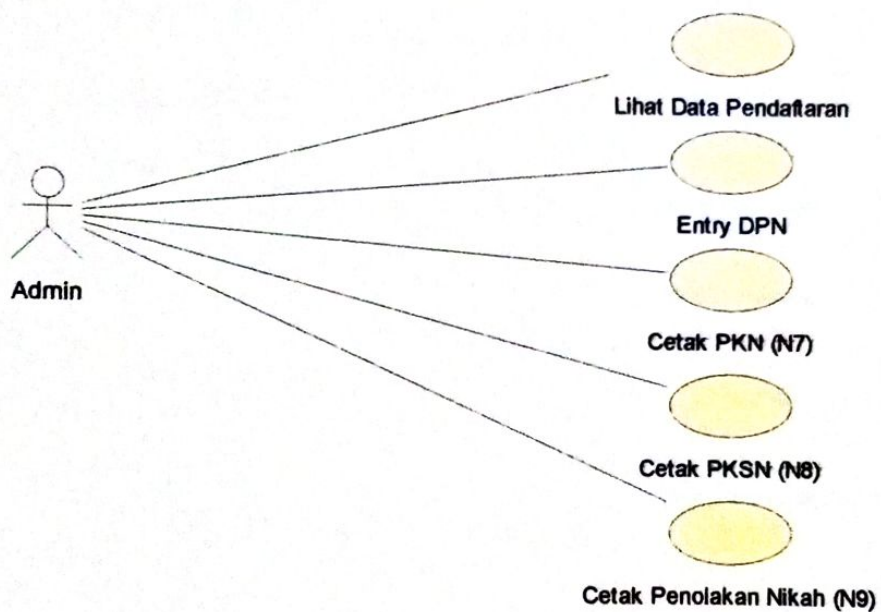 Lihat Data Pendaftaran
Entry DPN
Admin
Cetak PKN (N7)
Cetak PKSN (N8)
Cetak Penolakan Nikah (N9)